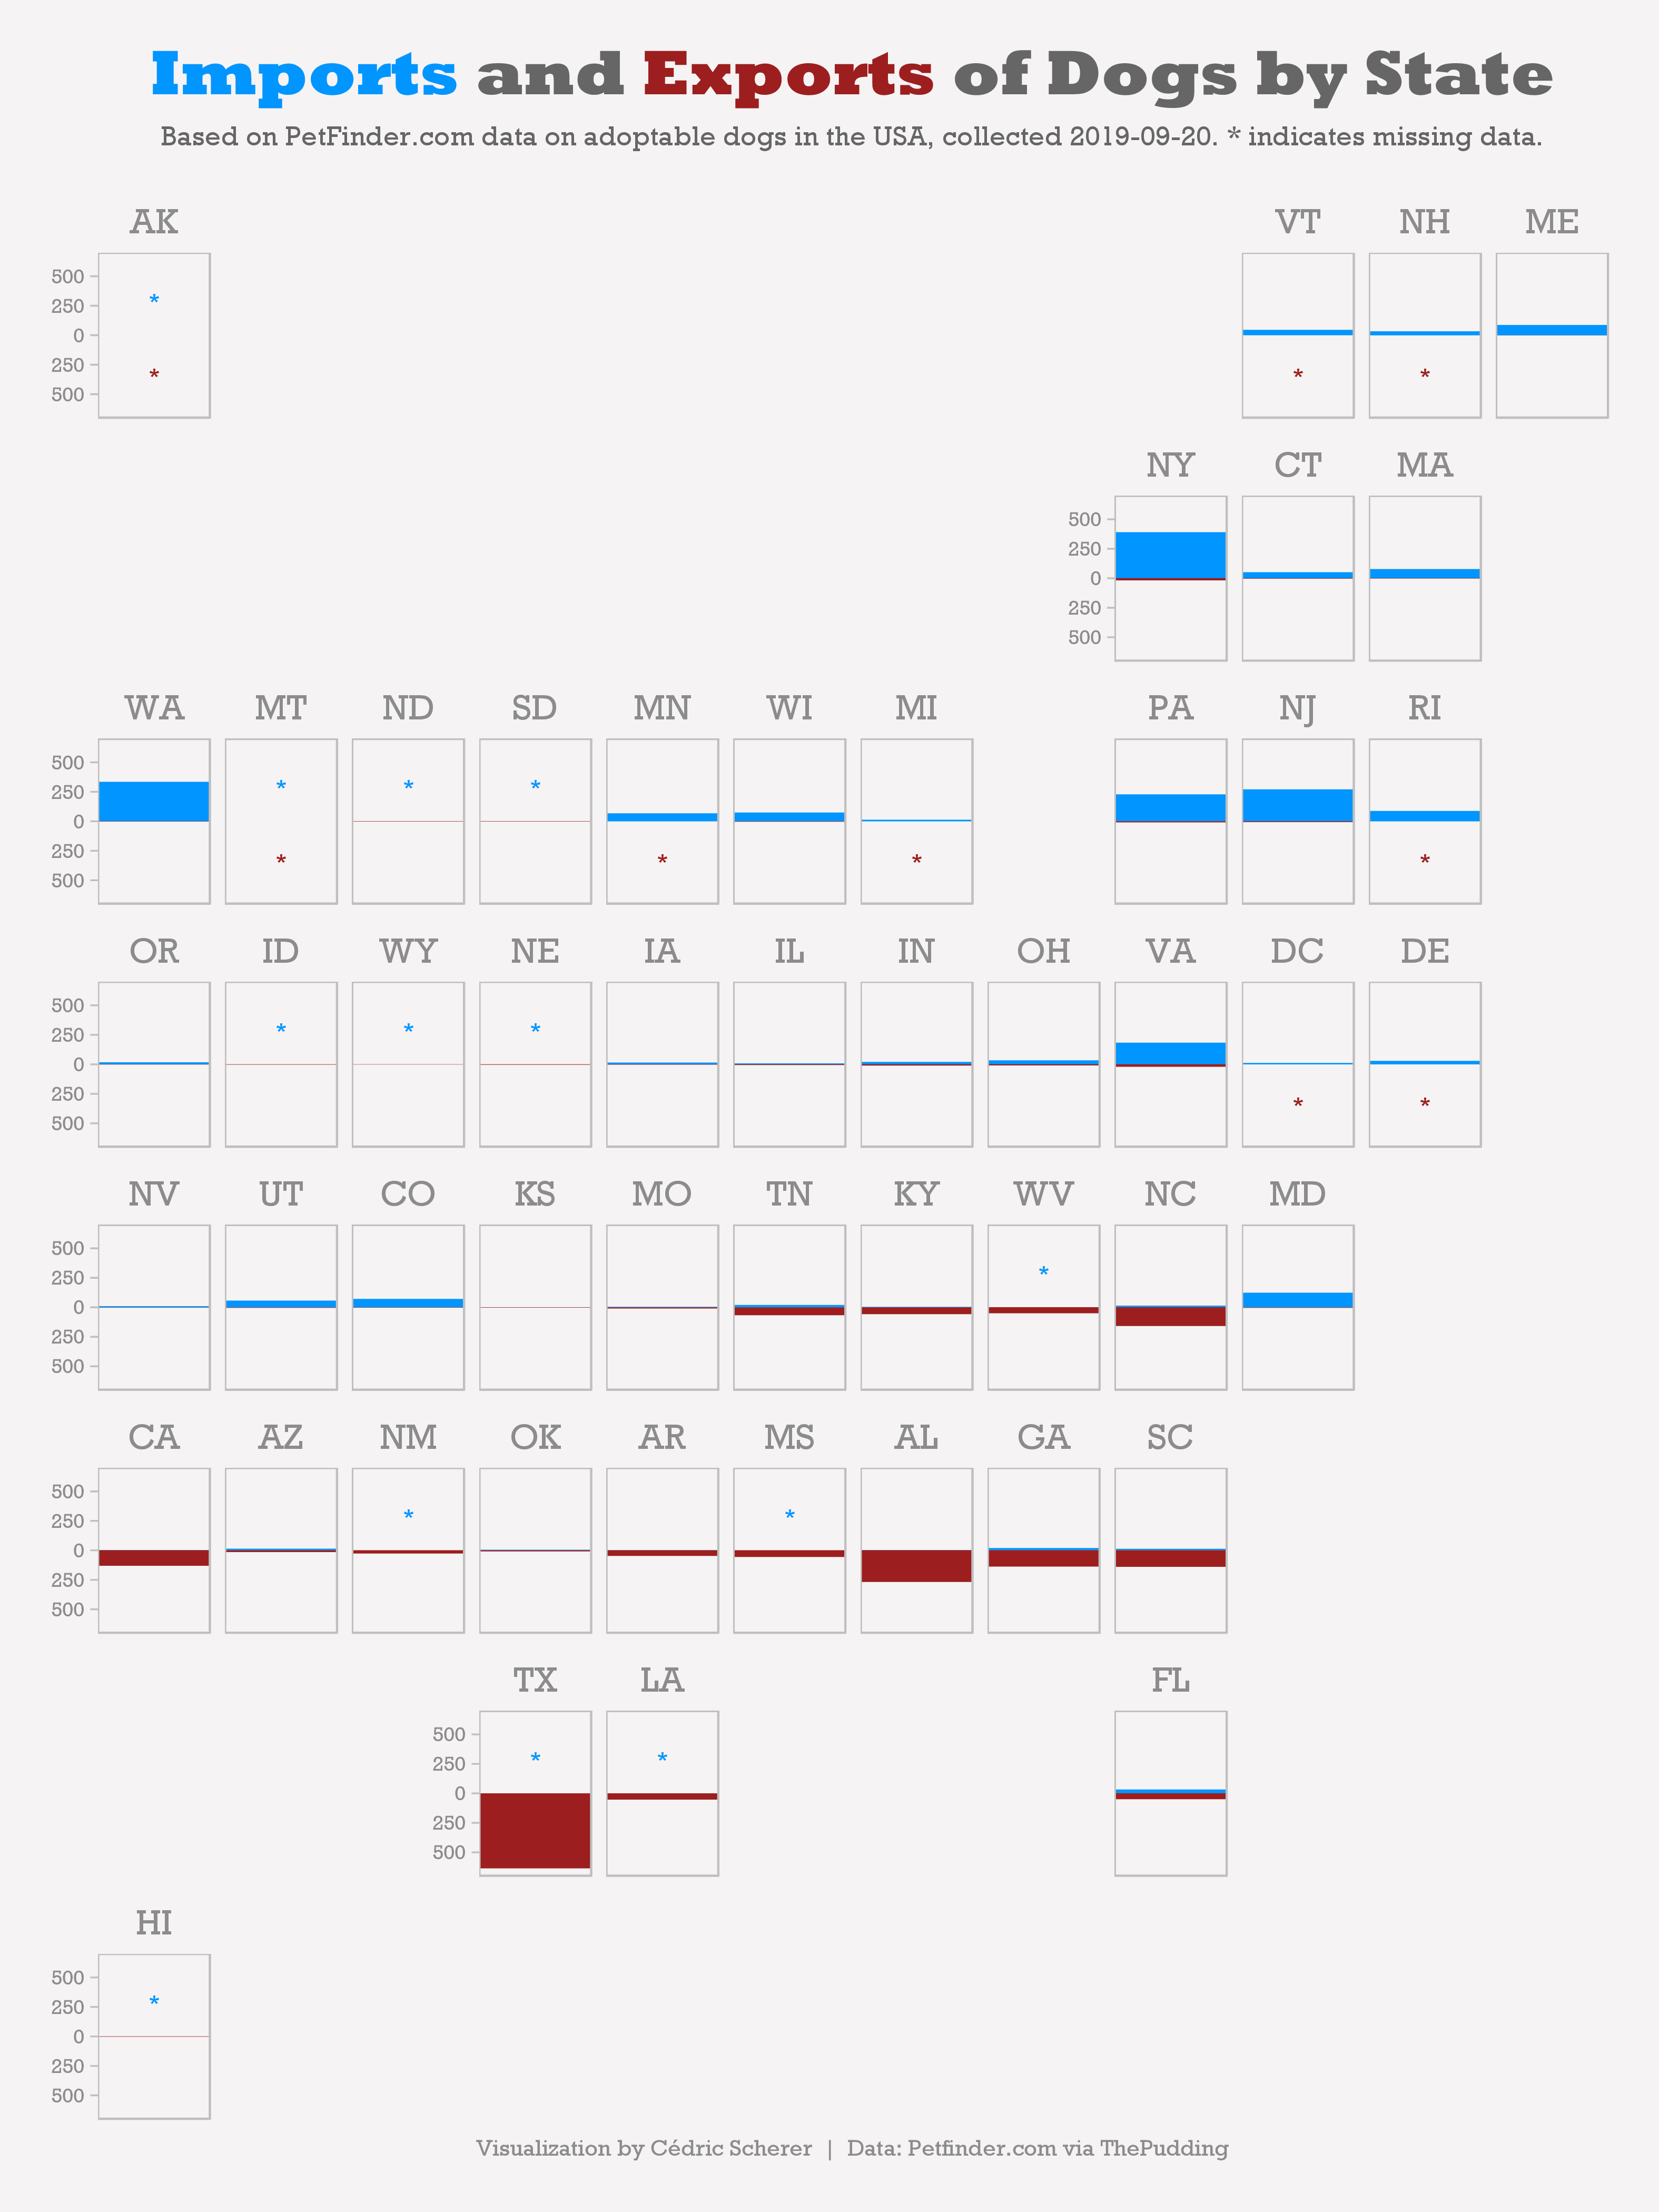 Imports and Exports of Dogs by State
Based on PetFinder.com data on adoptable dogs in the USA, collected 2019-09-20. * indicates missing data.
AK VT NH ME
500 *
250
0
250 * * *
500
NY CT MA
500
250
0
250
500
WA MT ND SD MN WI MI PA NJ RI
500
250 * * *
0
250 * * * *
500
OR ID WY NE IA IL IN OH VA DC DE
500
250 * * *
0
250 * *
500
NV UT CO KS MO TN KY WV NC MD
500
250 *
0
250
500
CA AZ NM OK AR MS AL GA SC
500
250 * *
0
250
500
TX LA FL
500
250 * *
0
250
500
HI
500
250 *
0
250
500
Visualization by Cédric Scherer | Data: Petfinder.com via ThePudding